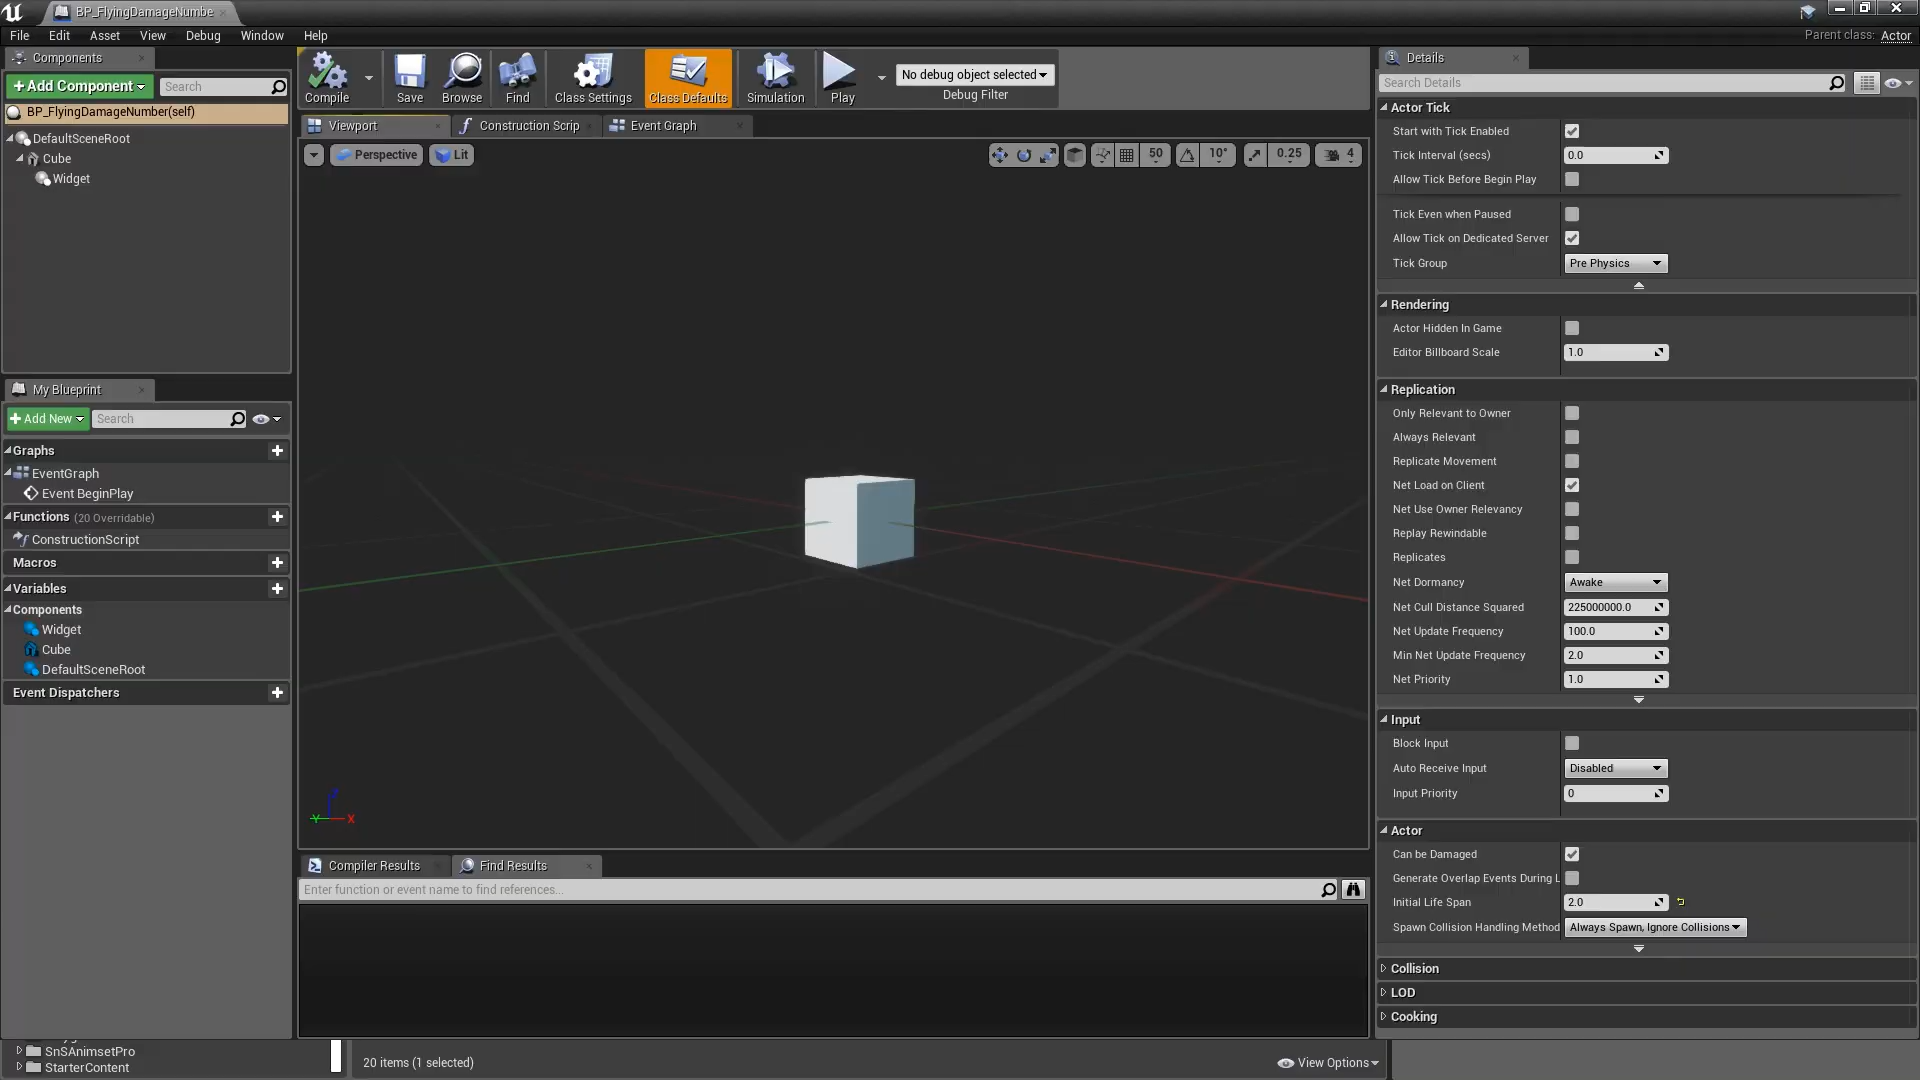 BP_FlyingDamageNumbe
File Edit Asset View Debug Window Help
Parent class: Actor
Components
+Add Component Search
BP_FlyingDamageNumber(self)
DefaultSceneRoot
Cube
Widget
Compile Save Browse Find Class Settings Class Defaults Simulation Play
No debug object selected
Debug Filter
Viewport Construction Scrip Event Graph
Perspective Lit 50 10° 0.25 4
My Blueprint
+Add New Search
Graphs
EventGraph
Event BeginPlay
Functions (20 Overridable)
ConstructionScript
Macros
Variables
Components
Widget
Cube
DefaultSceneRoot
Event Dispatchers
Y X
Compiler Results Find Results
Enter function or event name to find references...
SnSAnimsetPro
StarterContent
20 items (1 selected) View Options
Details
Search Details
Actor Tick
Start with Tick Enabled
Tick Interval (secs) 0.0
Allow Tick Before Begin Play
Tick Even when Paused
Allow Tick on Dedicated Server
Tick Group Pre Physics
Rendering
Actor Hidden In Game
Editor Billboard Scale 1.0
Replication
Only Relevant to Owner
Always Relevant
Replicate Movement
Net Load on Client
Net Use Owner Relevancy
Replay Rewindable
Replicates
Net Dormancy Awake
Net Cull Distance Squared 225000000.0
Net Update Frequency 100.0
Min Net Update Frequency 2.0
Net Priority 1.0
Input
Block Input
Auto Receive Input Disabled
Input Priority 0
Actor
Can be Damaged
Generate Overlap Events During L
Initial Life Span 2.0
Spawn Collision Handling Method Always Spawn, Ignore Collisions
Collision
LOD
Cooking